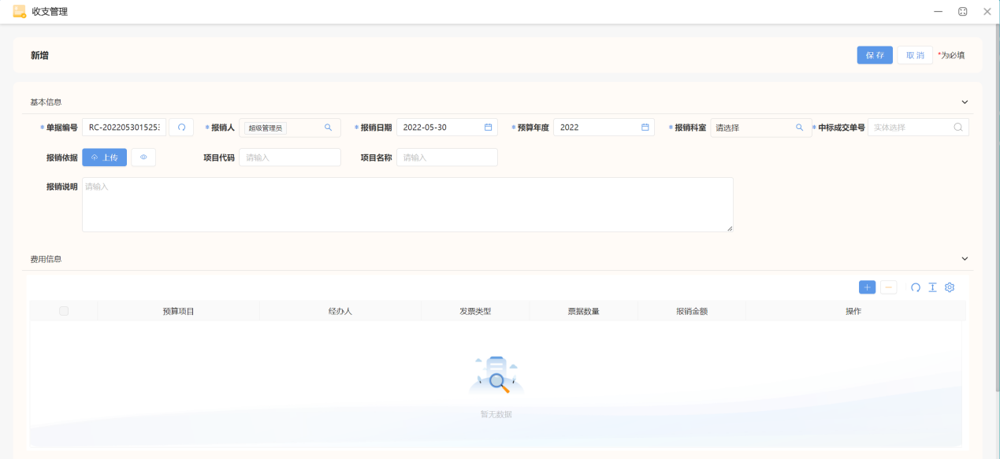 收支管理
新增 保 存 取 消 *为必填
基本信息
*单据编号 RC-202205301525 *报销人 超级管理员 *报销日期 2022-05-30 *预算年度 2022 *报销科室 请选择 *中标成交单号 实体选择
报销依据 上传 项目代码 请输入 项目名称 请输入
报销说明 请输入
费用信息
预算项目 经办人 发票类型 票据数量 报销金额 操作
暂无数据